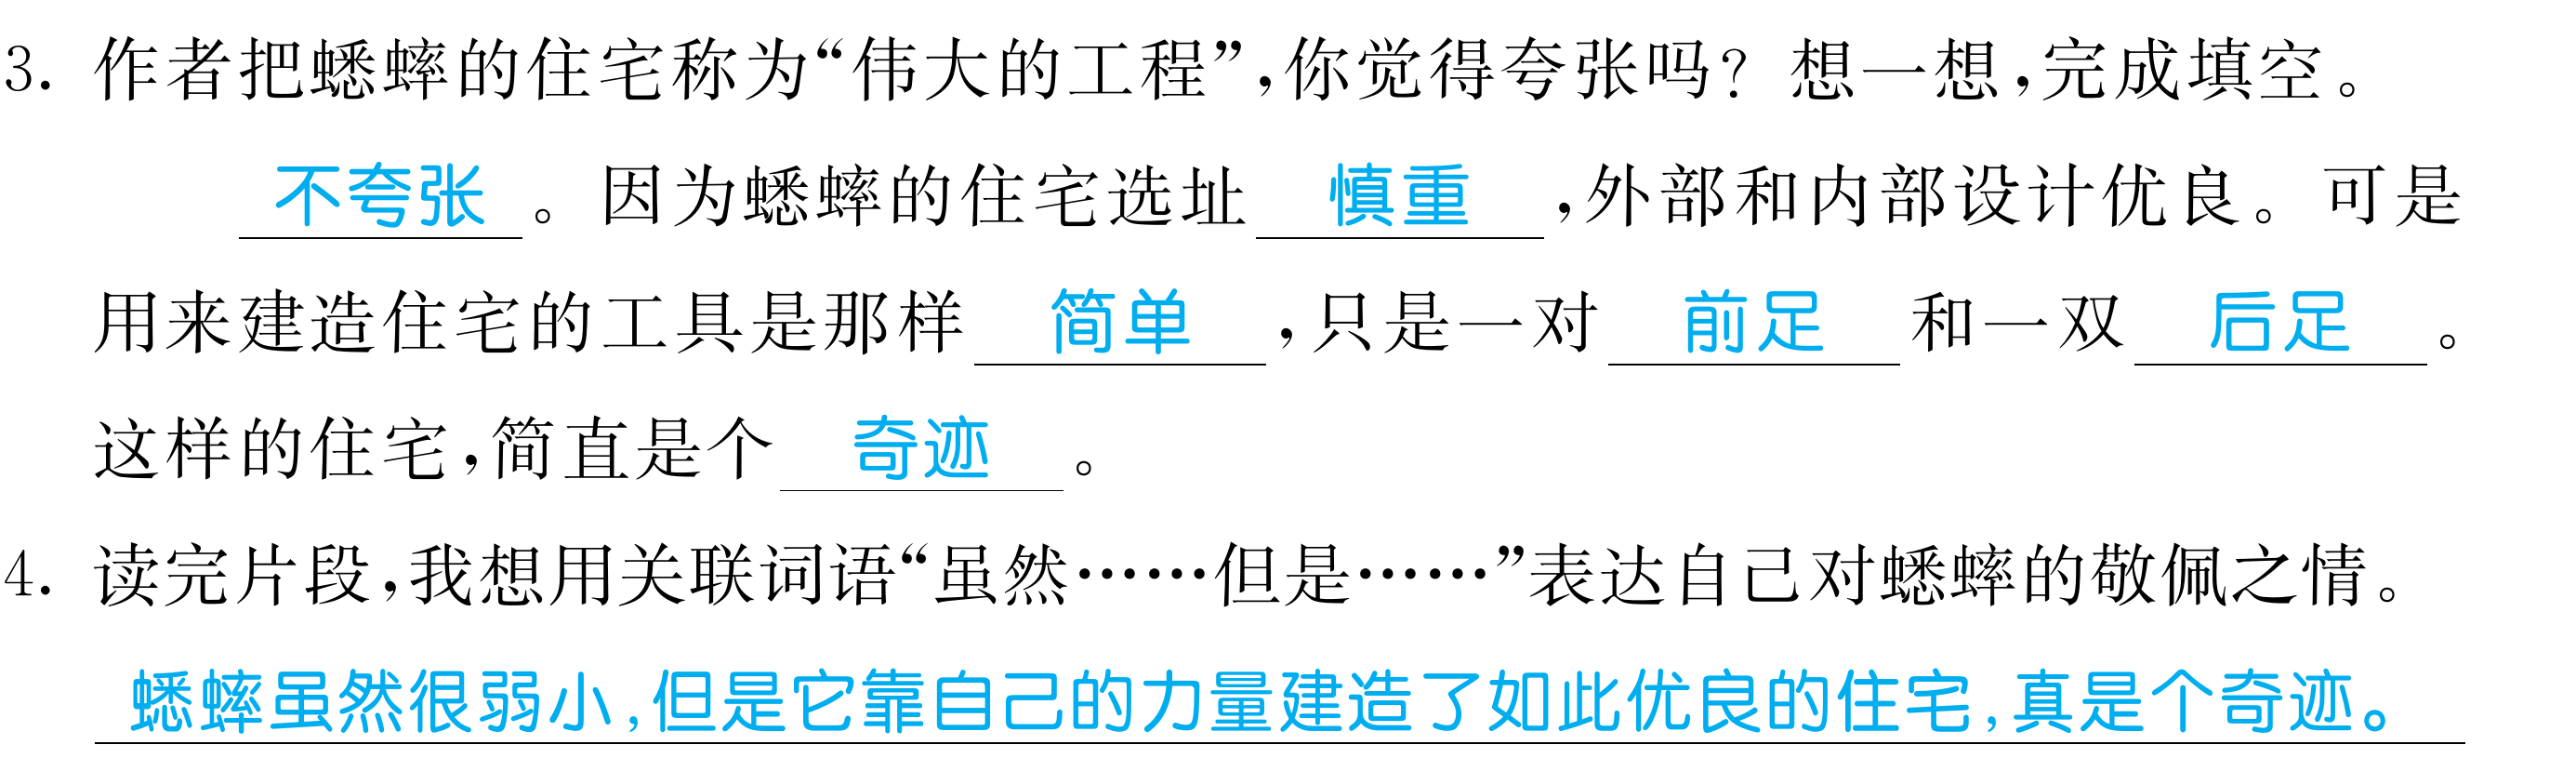 3. 作者把蟋蟀的住宅称为“伟大的工程”,你觉得夸张吗? 想一想,完成填空。
不夸张。因为蟋蟀的住宅选址 慎重 ,外部和内部设计优良。可是
用来建造住宅的工具是那样 简单 ,只是一对 前足 和一双 后足 。
这样的住宅,简直是个 奇迹 。
4. 读完片段,我想用关联词语“虽然……但是……”表达自己对蟋蟀的敬佩之情。
蟋蟀虽然很弱小,但是它靠自己的力量建造了如此优良的住宅,真是个奇迹。